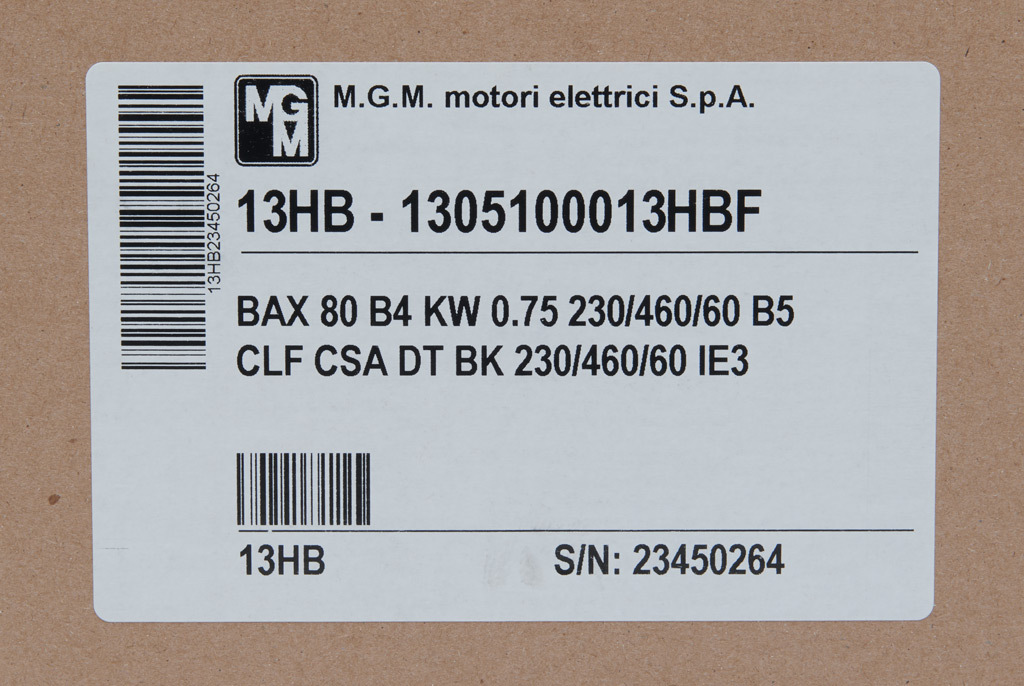 MGM
M.G.M. motori elettrici S.p.A.
13HB23450264
13HB - 1305100013HBF
BAX 80 B4 KW 0.75 230/460/60 B5
CLF CSA DT BK 230/460/60 IE3
13HB S/N: 23450264